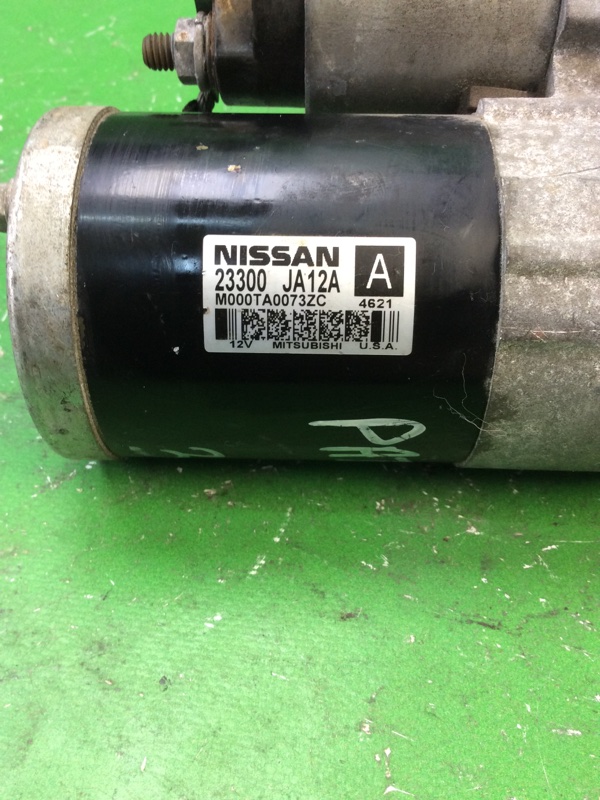 NISSAN
23300 JA12A A
M000TA0073ZC 4621
12V MITSUBISHI U.S.A.